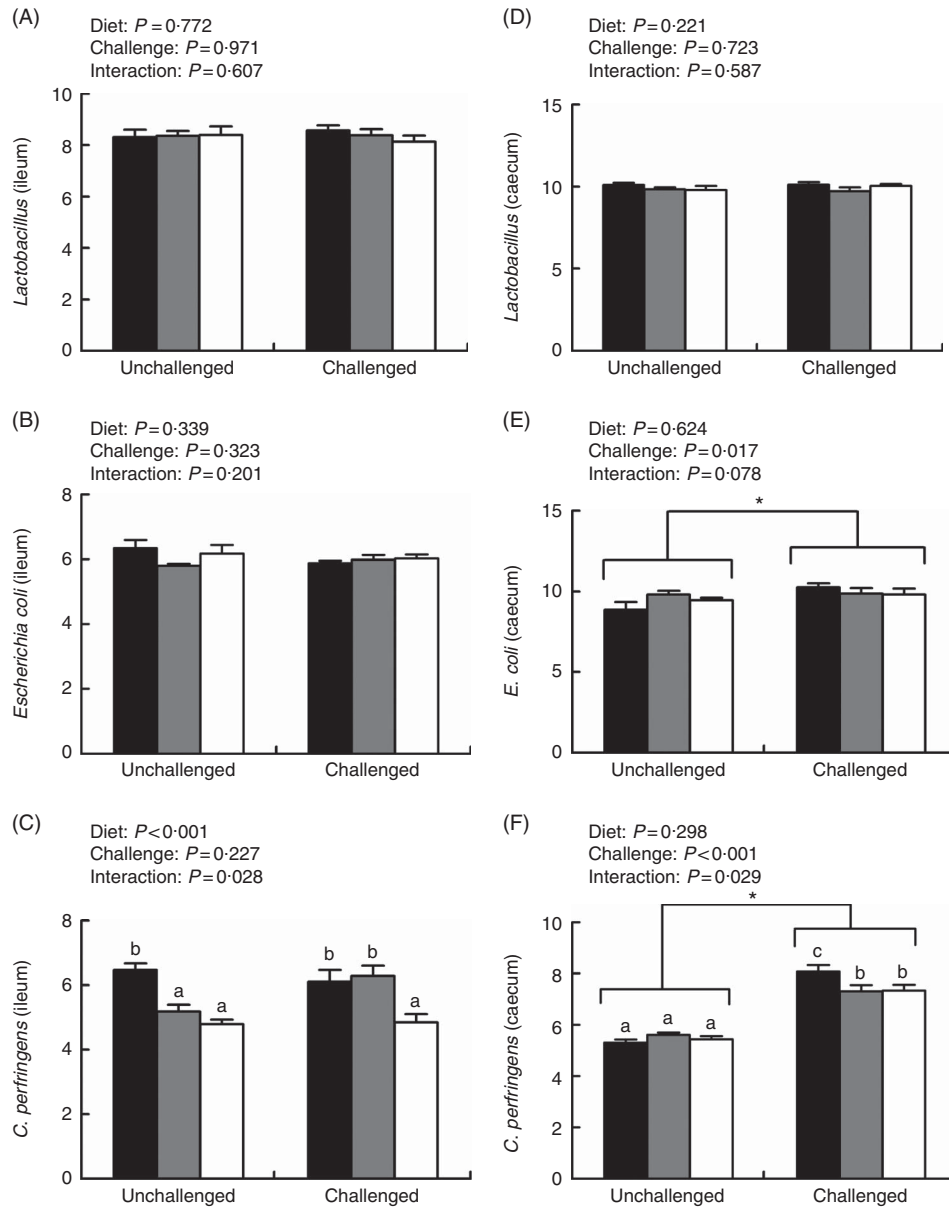 (A)
Diet: P = 0·772
Challenge: P = 0·971
Interaction: P = 0·607
Lactobacillus (ileum)
10
8
6
4
2
0
Unchallenged Challenged
(B)
Diet: P = 0·339
Challenge: P = 0·323
Interaction: P = 0·201
Escherichia coli (ileum)
8
6
4
2
0
Unchallenged Challenged
(C)
Diet: P < 0·001
Challenge: P = 0·227
Interaction: P = 0·028
C. perfringens (ileum)
8
6
4
2
0
b a a b b a
Unchallenged Challenged
(D)
Diet: P = 0·221
Challenge: P = 0·723
Interaction: P = 0·587
Lactobacillus (caecum)
15
10
5
0
Unchallenged Challenged
(E)
Diet: P = 0·624
Challenge: P = 0·017
Interaction: P = 0·078
E. coli (caecum)
*
15
10
5
0
Unchallenged Challenged
(F)
Diet: P = 0·298
Challenge: P < 0·001
Interaction: P = 0·029
C. perfringens (caecum)
*
10
8
6
4
2
0
a a a c b b
Unchallenged Challenged